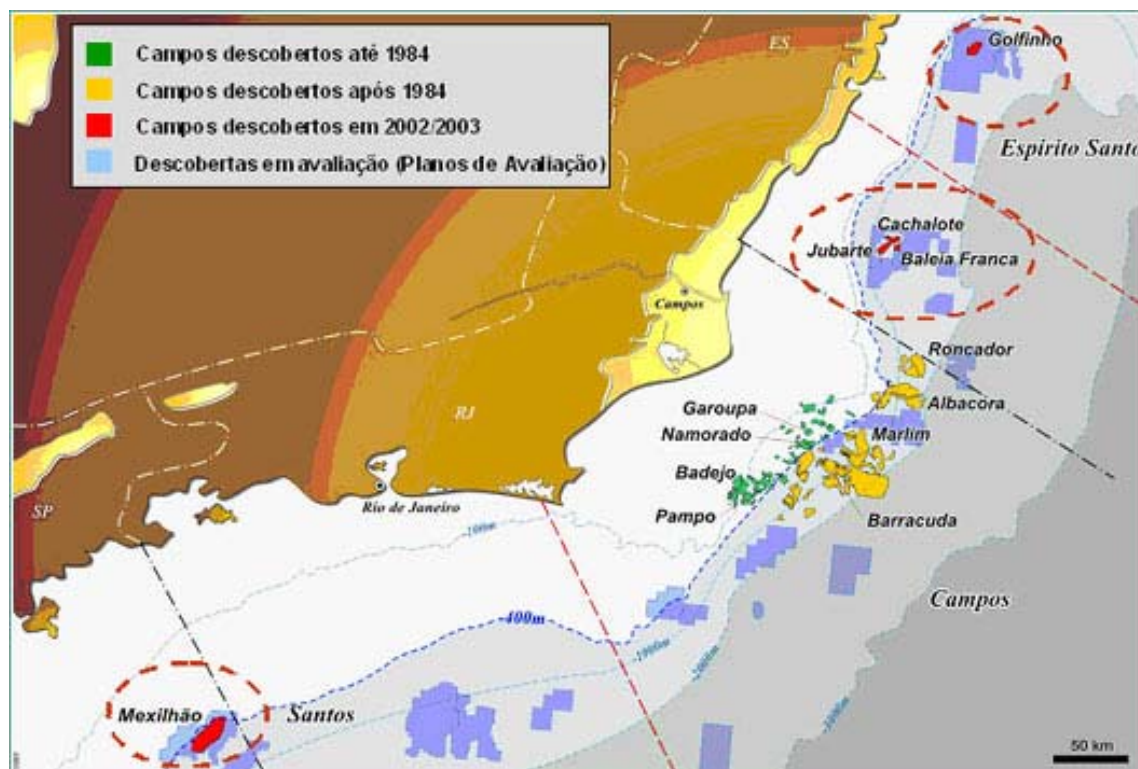 Campos descobertos até 1984
Campos descobertos após 1984
Campos descobertos em 2002/2003
Descobertas em avaliação (Planos de Avaliação)
ES
Golfinho
Espírito Santo
Cachalote
Jubarte
Baleia Franca
Campos
Roncador
Albacora
Garoupa
Namorado
Marlim
RJ
Badejo
Rio de Janeiro
SP
Pampo
Barracuda
Campos
-400m
Mexilhão
Santos
50 km